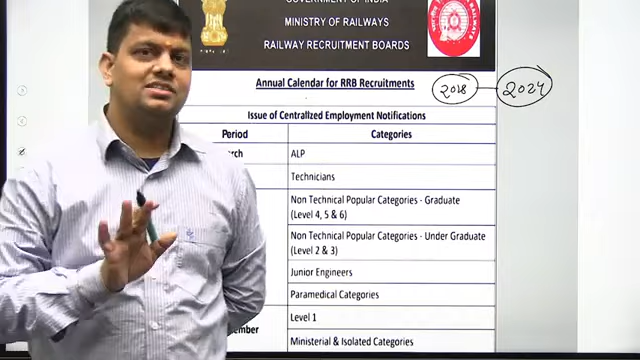 GOVERNMENT OF INDIA
MINISTRY OF RAILWAYS
RAILWAY RECRUITMENT BOARDS
RAILWAYS
Annual Calendar for RRB Recruitments
2018 — 2024
Issue of Centralized Employment Notifications
Period Categories
ALP
Technicians
Non Technical Popular Categories - Graduate
(Level 4, 5 & 6)
Non Technical Popular Categories - Under Graduate
(Level 2 & 3)
Junior Engineers
Paramedical Categories
Level 1
Ministerial & Isolated Categories